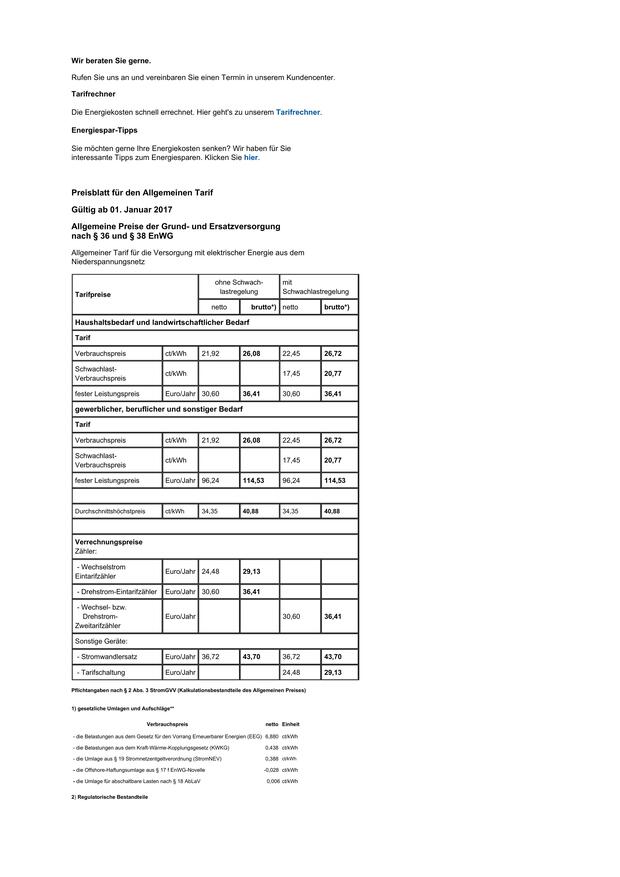 Wir beraten Sie gerne.
Rufen Sie uns an und vereinbaren Sie einen Termin in unserem Kundencenter.
Tarifrechner
Die Energiekosten schnell errechnet. Hier geht's zu unserem Tarifrechner.
Energiespar-Tipps
Sie möchten gerne Ihre Energiekosten senken? Wir haben für Sie
interessante Tipps zum Energiesparen. Klicken Sie hier.
Preisblatt für den Allgemeinen Tarif
Gültig ab 01. Januar 2017
Allgemeine Preise der Grund- und Ersatzversorgung
nach § 36 und § 38 EnWG
Allgemeiner Tarif für die Versorgung mit elektrischer Energie aus dem
Niederspannungsnetz
Tarifpreise
ohne Schwach-
lastregelung
mit
Schwachlastregelung
netto brutto*) netto brutto*)
Haushaltsbedarf und landwirtschaftlicher Bedarf
Tarif
Verbrauchspreis ct/kWh 21,92 26,08 22,45 26,72
Schwachlast-
Verbrauchspreis ct/kWh 17,45 20,77
fester Leistungspreis Euro/Jahr 30,60 36,41 30,60 36,41
gewerblicher, beruflicher und sonstiger Bedarf
Tarif
Verbrauchspreis ct/kWh 21,92 26,08 22,45 26,72
Schwachlast-
Verbrauchspreis ct/kWh 17,45 20,77
fester Leistungspreis Euro/Jahr 96,24 114,53 96,24 114,53
Durchschnittshöchstpreis ct/kWh 34,35 40,88 34,35 40,88
Verrechnungspreise
Zähler:
- Wechselstrom
Eintarifzähler Euro/Jahr 24,48 29,13
- Drehstrom-Eintarifzähler Euro/Jahr 30,60 36,41
- Wechsel- bzw.
Drehstrom-
Zweitarifzähler Euro/Jahr 30,60 36,41
Sonstige Geräte:
- Stromwandlersatz Euro/Jahr 36,72 43,70 36,72 43,70
- Tarifschaltung Euro/Jahr 24,48 29,13
Pflichtangaben nach § 2 Abs. 3 StromGVV (Kalkulationsbestandteile des Allgemeinen Preises)
1) gesetzliche Umlagen und Aufschläge**
Verbrauchspreis netto Einheit
- die Belastungen aus dem Gesetz für den Vorrang Erneuerbarer Energien (EEG) 6,880 ct/kWh
- die Belastungen aus dem Kraft-Wärme-Kopplungsgesetz (KWKG) 0,438 ct/kWh
- die Umlage aus § 19 Stromnetzentgeltverordnung (StromNEV) 0,388 ct/kWh
- die Offshore-Haftungsumlage aus § 17 f EnWG-Novelle -0,028 ct/kWh
- die Umlage für abschaltbare Lasten nach § 18 AbLaV 0,006 ct/kWh
2) Regulatorische Bestandteile